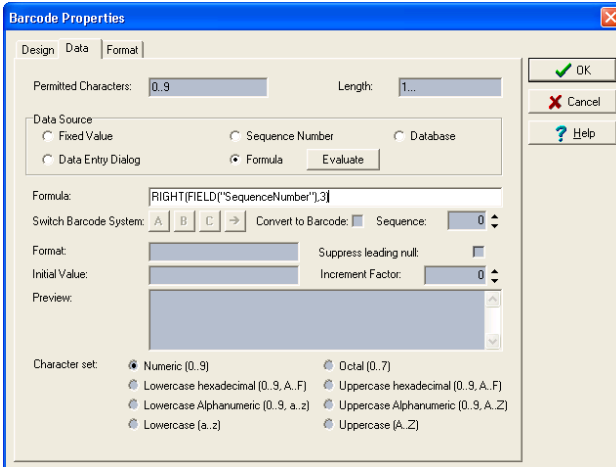 Barcode Properties
Design Data Format
Permitted Characters: 0..9 Length: 1...
OK
Cancel
Help
Data Source
Fixed Value Sequence Number Database
Data Entry Dialog Formula Evaluate
Formula: RIGHT(FIELD("SequenceNumber"),3)
Switch Barcode System: A B C Convert to Barcode: Sequence: 0
Format: Suppress leading null:
Initial Value: Increment Factor: 0
Preview:
Character set: Numeric (0..9) Octal (0..7)
Lowercase hexadecimal (0..9, A..F) Uppercase hexadecimal (0..9, A..F)
Lowercase Alphanumeric (0..9, a..z) Uppercase Alphanumeric (0..9, A..Z)
Lowercase (a..z) Uppercase (A..Z)